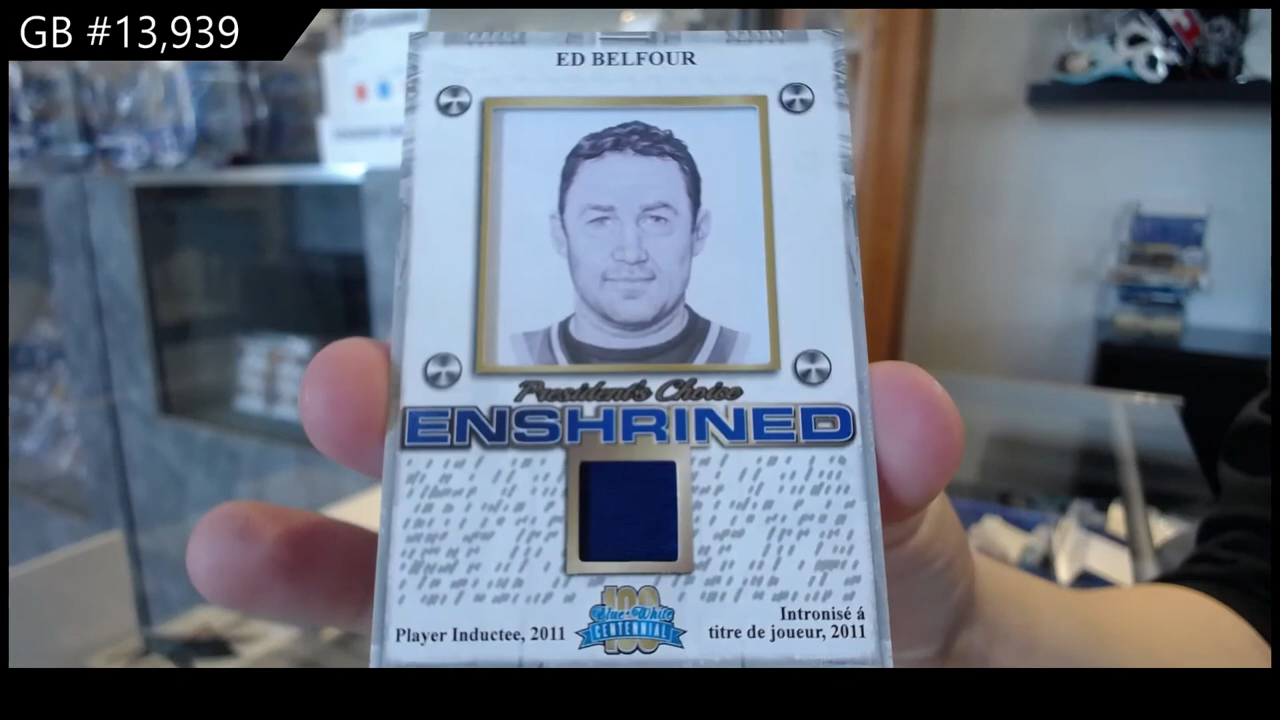 GB #13,939
ED BELFOUR
President's Choice
ENSHRINED
100
Blue & White
CENTENNIAL
Player Inductee, 2011
Intronisé á
titre de joueur, 2011